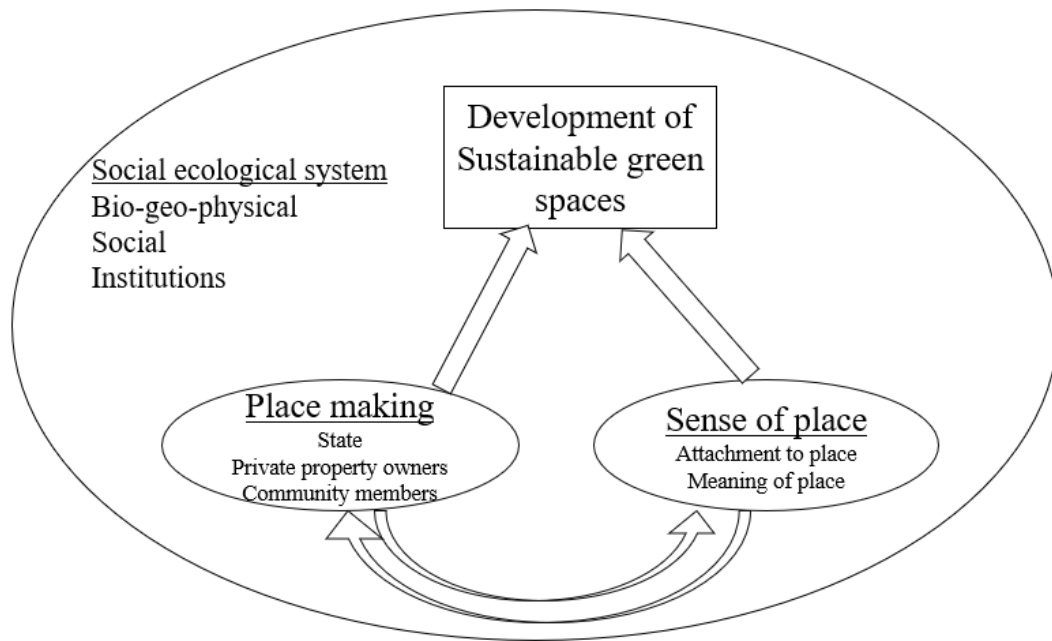 Development of
Sustainable green
spaces
Social ecological system
Bio-geo-physical
Social
Institutions
Place making
State
Private property owners
Community members
Sense of place
Attachment to place
Meaning of place